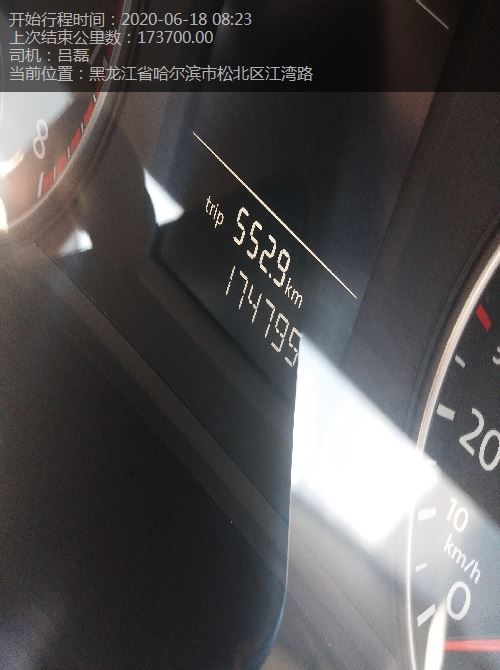 开始行程时间：2020-06-18 08:23
上次结束公里数：173700.00
司机：吕磊
当前位置：黑龙江省哈尔滨市松北区江湾路
8
trip 552.9 km
174799
20
10
km/h
0